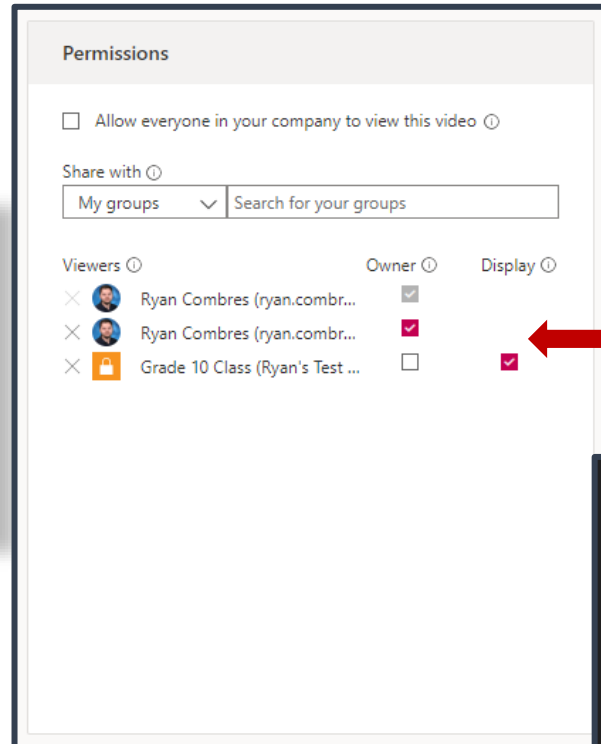 Permissions
Allow everyone in your company to view this video
Share with
My groups Search for your groups
Viewers Owner Display
Ryan Combres (ryan.combr...
Ryan Combres (ryan.combr...
Grade 10 Class (Ryan's Test ...